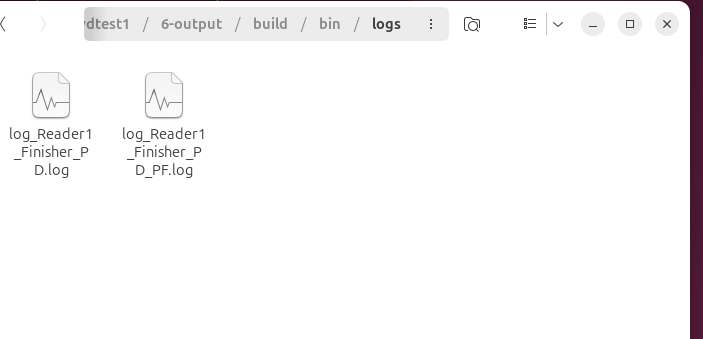 dtest1 / 6-output / build / bin / logs
log_Reader1
_Finisher_P
D.log
log_Reader1
_Finisher_P
D_PF.log